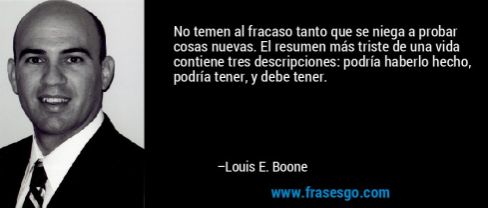 No temen al fracaso tanto que se niega a probar
cosas nuevas. El resumen más triste de una vida
contiene tres descripciones: podría haberlo hecho,
podría tener, y debe tener.
–Louis E. Boone
www.frasesgo.com